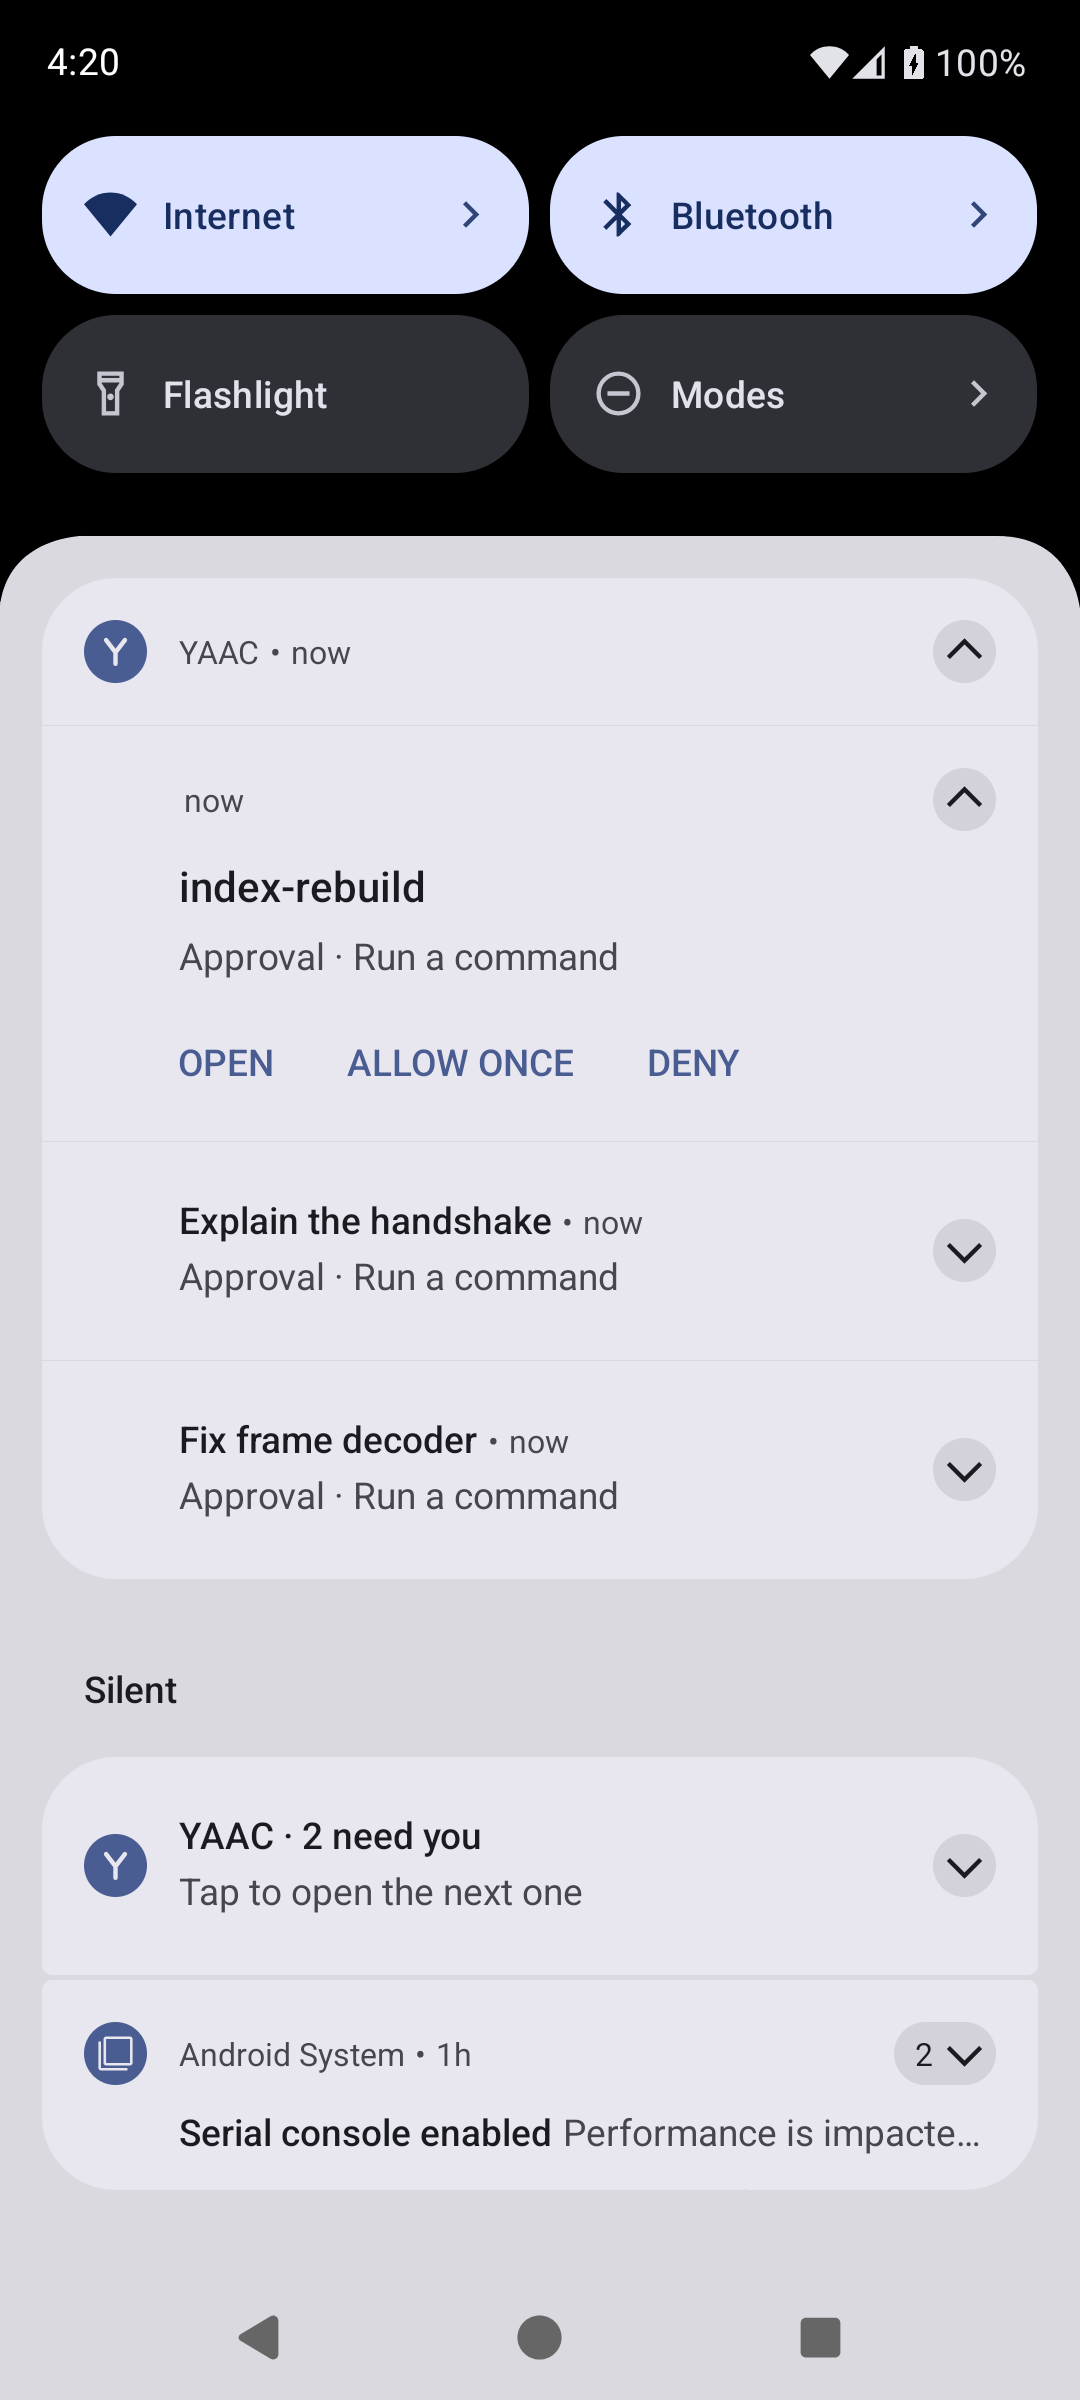 4:20
100%
Internet
Bluetooth
Flashlight
Modes
Y YAAC • now
now
index-rebuild
Approval · Run a command
OPEN ALLOW ONCE DENY
Explain the handshake • now
Approval · Run a command
Fix frame decoder • now
Approval · Run a command
Silent
Y YAAC · 2 need you
Tap to open the next one
Android System • 1h 2
Serial console enabled Performance is impacte…